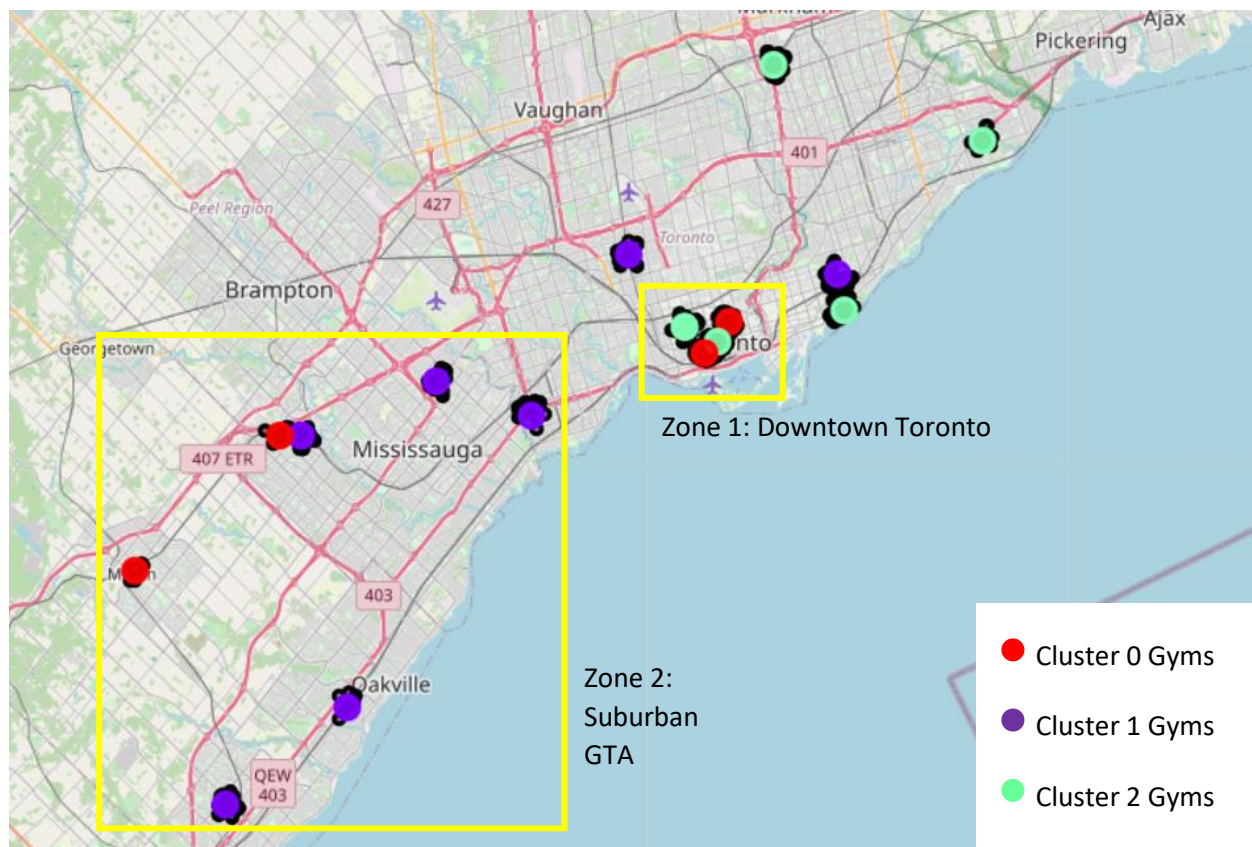 Ajax
Pickering
Vaughan
401
427
Peel Region
Toronto
Brampton
Georgetown
Zone 1: Downtown Toronto
Mississauga
407 ETR
403
Oakville
Zone 2:
Suburban
GTA
QEW
403
Cluster 0 Gyms
Cluster 1 Gyms
Cluster 2 Gyms